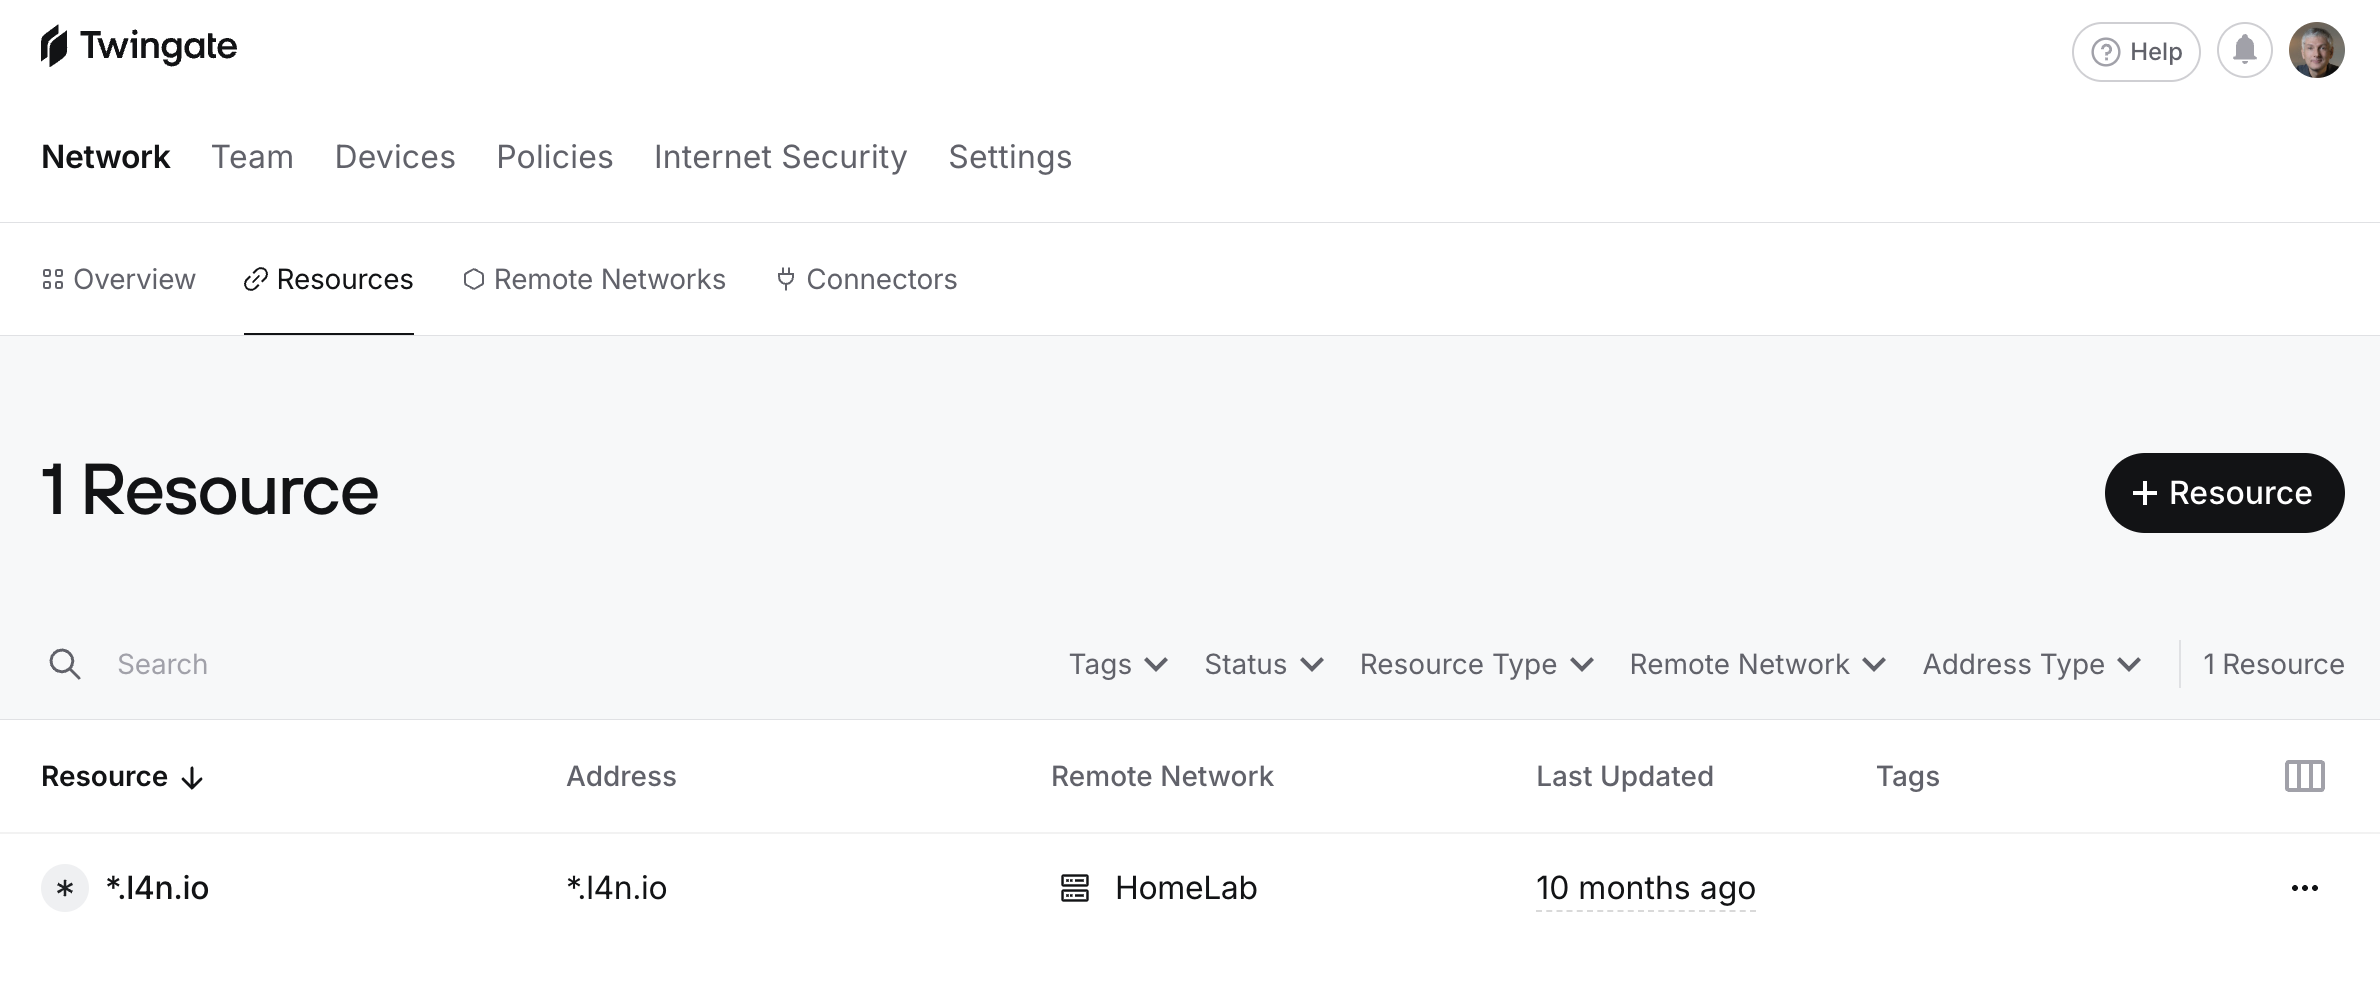 Twingate
Help
Network Team Devices Policies Internet Security Settings
Overview Resources Remote Networks Connectors
1 Resource
+ Resource
Search Tags Status Resource Type Remote Network Address Type 1 Resource
Resource Address Remote Network Last Updated Tags
* *.l4n.io *.l4n.io HomeLab 10 months ago